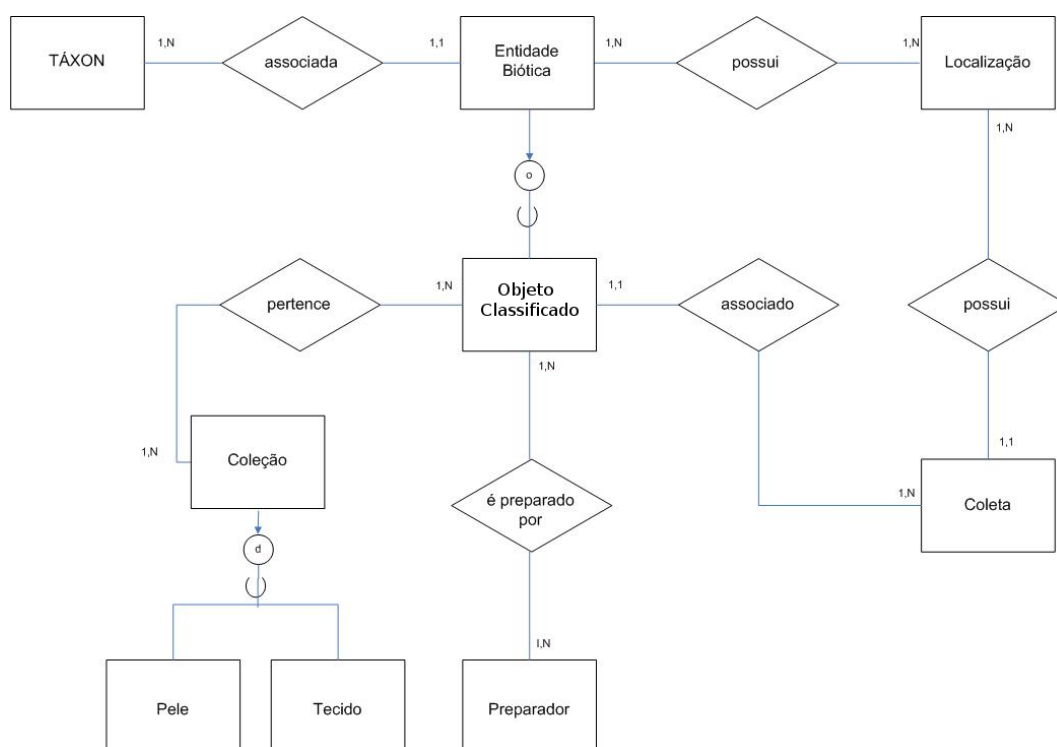 1,N
1,1
1,N
1,N
TÁXON
associada
Entidade
Biótica
possui
Localização
1,N
o
1,N
1,1
pertence
Objeto
Classificado
associado
possui
1,N
1,N
1,1
Coleção
é preparado
por
1,N
Coleta
d
I,N
Pele
Tecido
Preparador